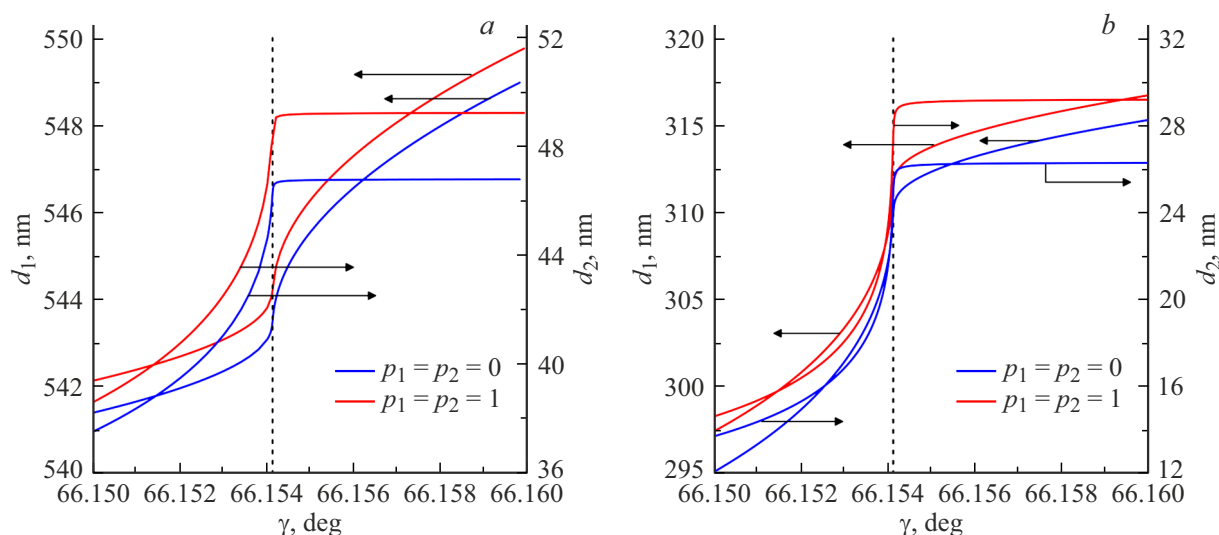 a
550
548
546
544
542
540
d1, nm
52
48
44
40
36
d2, nm
p1 = p2 = 0
p1 = p2 = 1
66.150 66.152 66.154 66.156 66.158 66.160
γ, deg
b
320
315
310
305
300
295
d1, nm
32
28
24
20
16
12
d2, nm
p1 = p2 = 0
p1 = p2 = 1
66.150 66.152 66.154 66.156 66.158 66.160
γ, deg